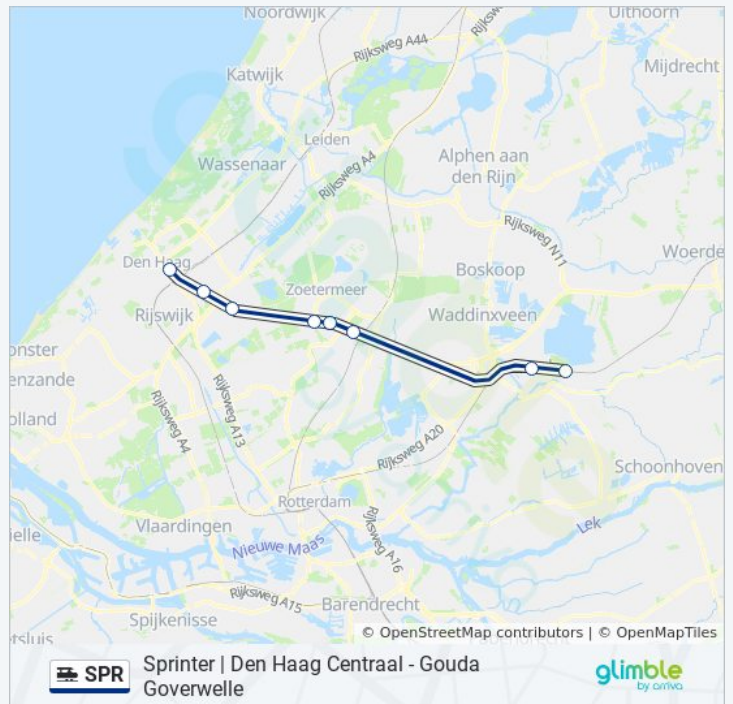 Noordwijk
Uithoorn
Rijksweg A44
Rijksweg
Mijdrecht
Katwijk
Leiden
Rijksweg A4
Wassenaar
Alphen aan
den Rijn
Rijksweg N11
Den Haag
Woerde
Boskoop
Zoetermeer
Rijswijk
Waddinxveen
onster
enzande
olland
Rijksweg A4
Rijksweg A13
Rijksweg A20
Schoonhoven
Rotterdam
Rijksweg A16
Lek
Vlaardingen
ielle
Nieuwe Maas
Rijksweg A15
Barendrecht
Spijkenisse
etsluis
© OpenStreetMap contributors | © OpenMapTiles
SPR
Sprinter | Den Haag Centraal - Gouda
Goverwelle
glimble
by arriva